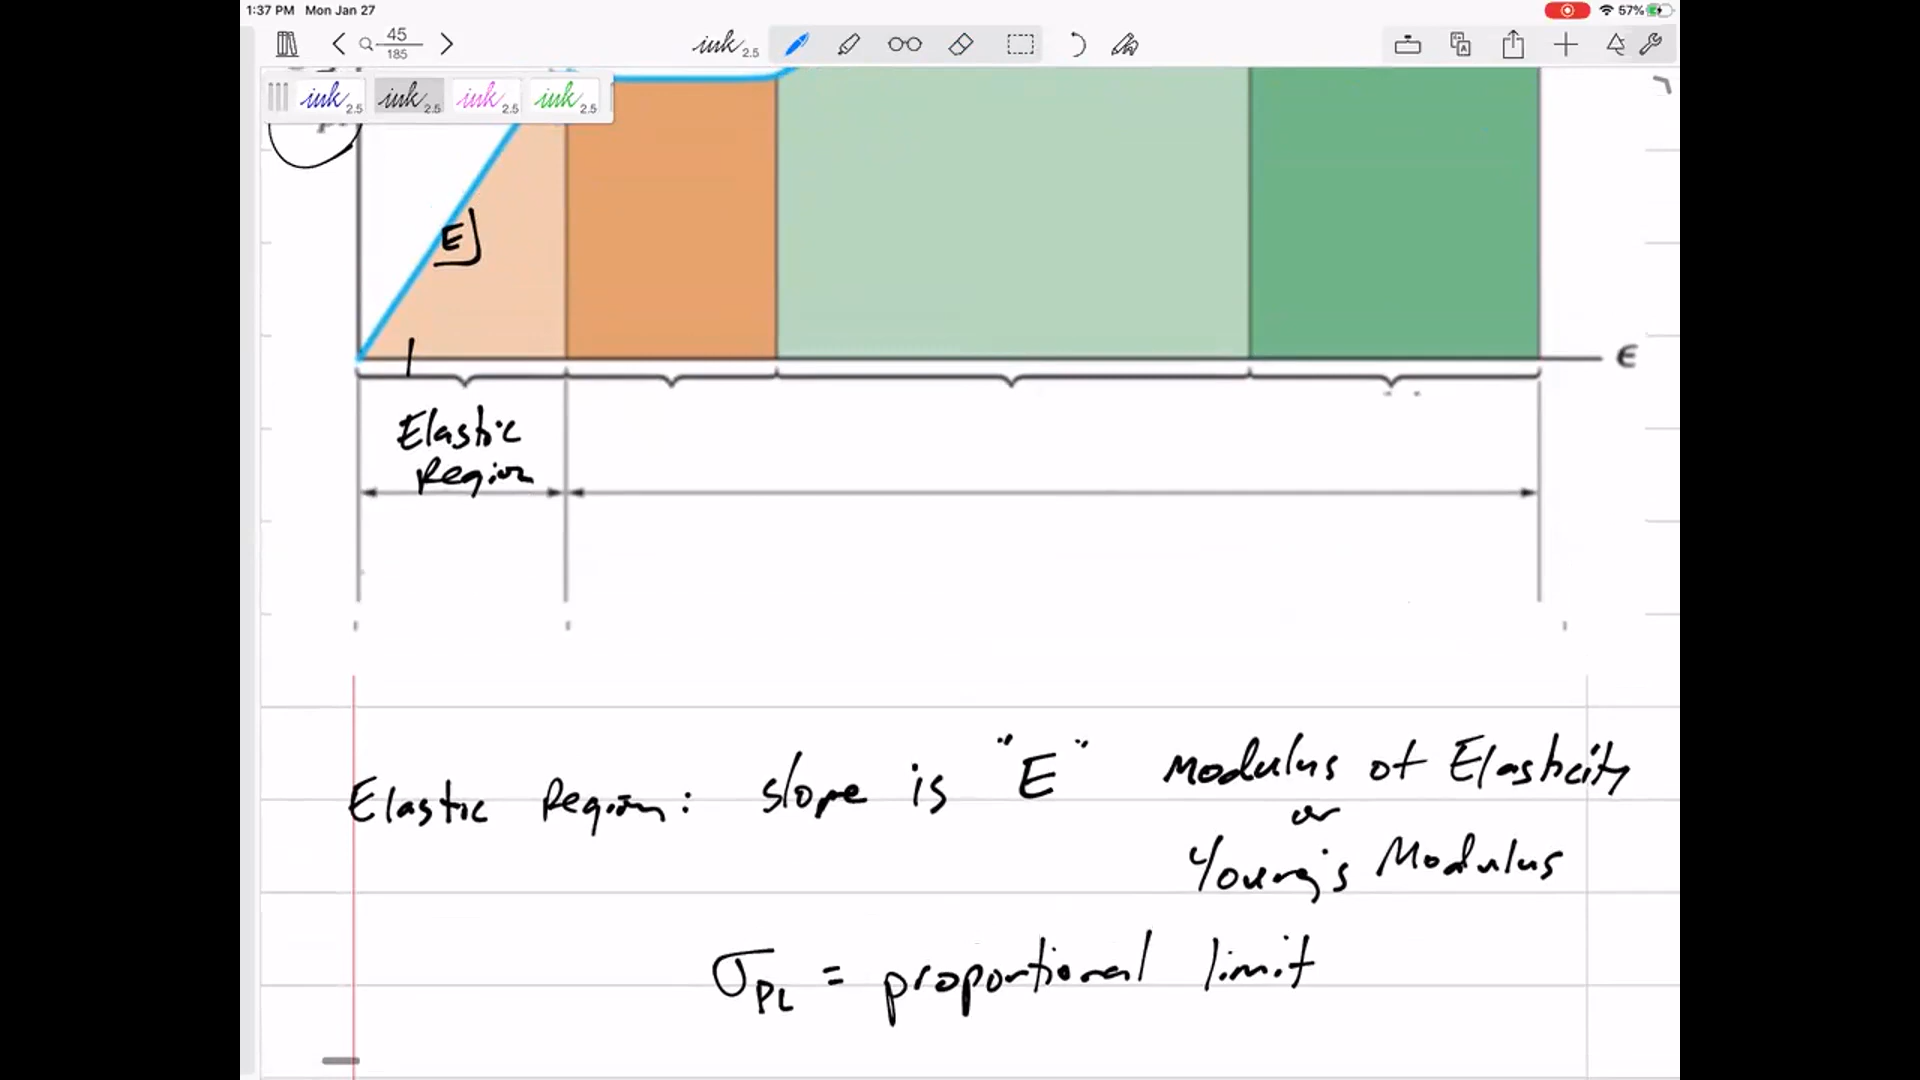 1:37 PM Mon Jan 27
57%
45
185
ink 2.5
ink 2.5 ink 2.5 ink 2.5 ink 2.5
E
ϵ
Elastic
Region
Elastic Region: slope is "E" Modulus of Elasticity
or
Young's Modulus
σPL = proportional limit